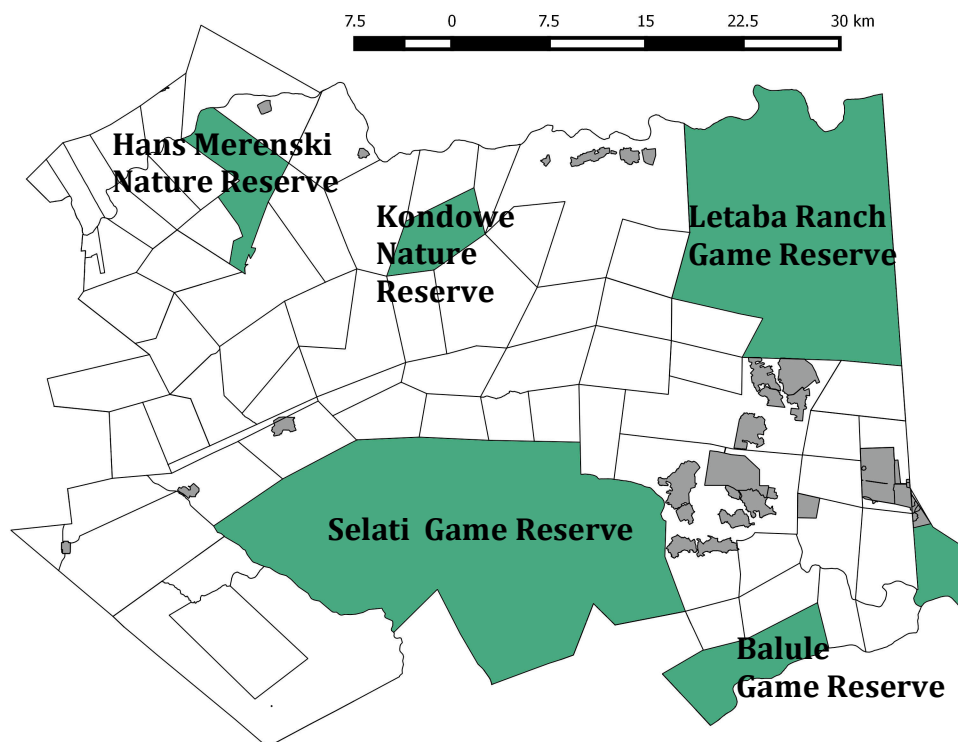 7.5 0 7.5 15 22.5 30 km
Hans Merenski
Nature Reserve
Kondowe
Nature
Reserve
Letaba Ranch
Game Reserve
Selati Game Reserve
Balule
Game Reserve